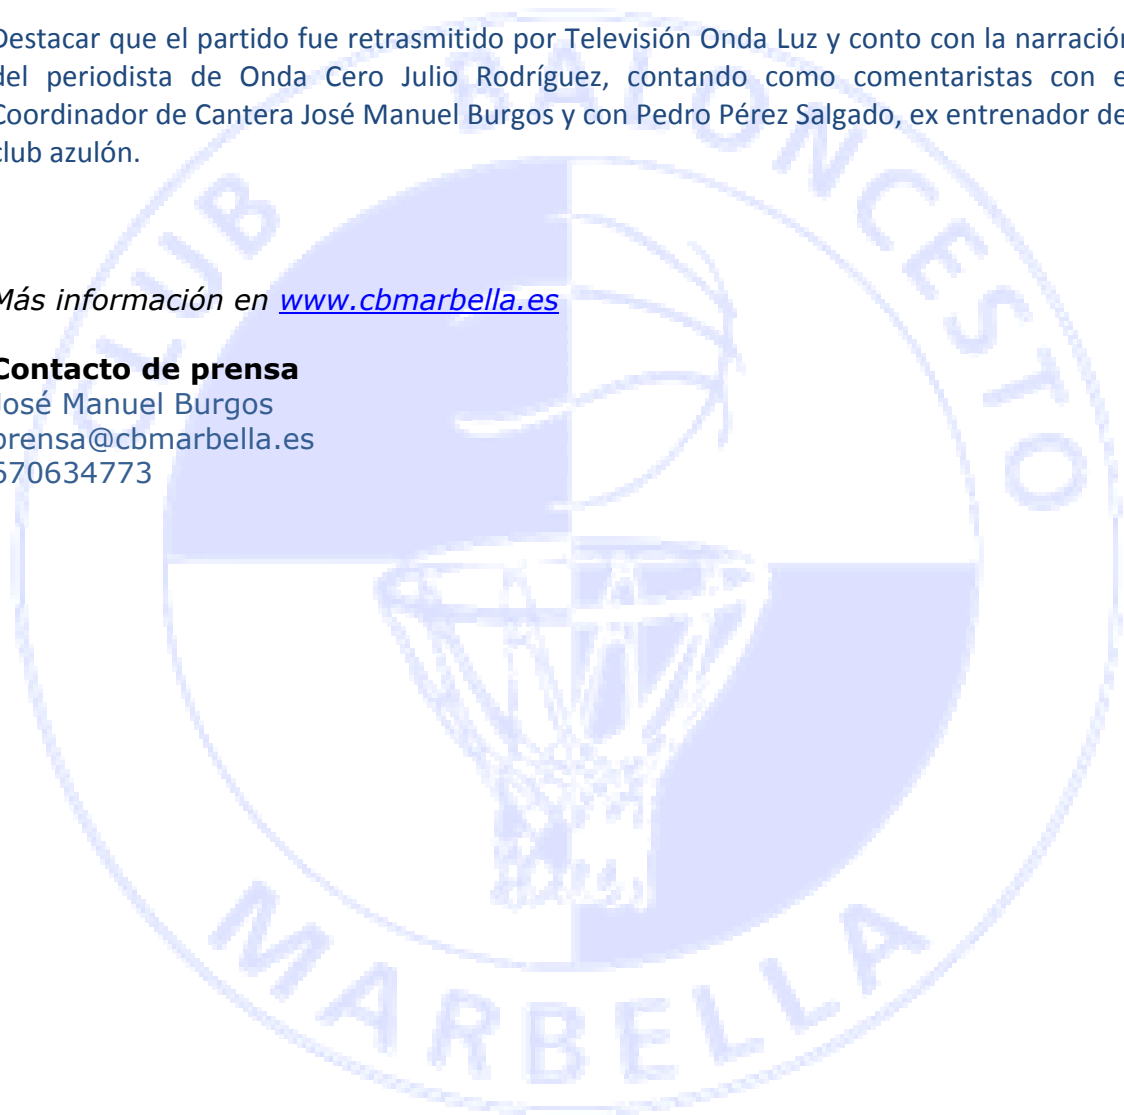 Destacar que el partido fue retrasmitido por Televisión Onda Luz y conto con la narración
del periodista de Onda Cero Julio Rodríguez, contando como comentaristas con e
Coordinador de Cantera José Manuel Burgos y con Pedro Pérez Salgado, ex entrenador de
club azulón.
Más información en www.cbmarbella.es
Contacto de prensa
José Manuel Burgos
prensa@cbmarbella.es
670634773
CLUB BALONCESTO
MARBELLA